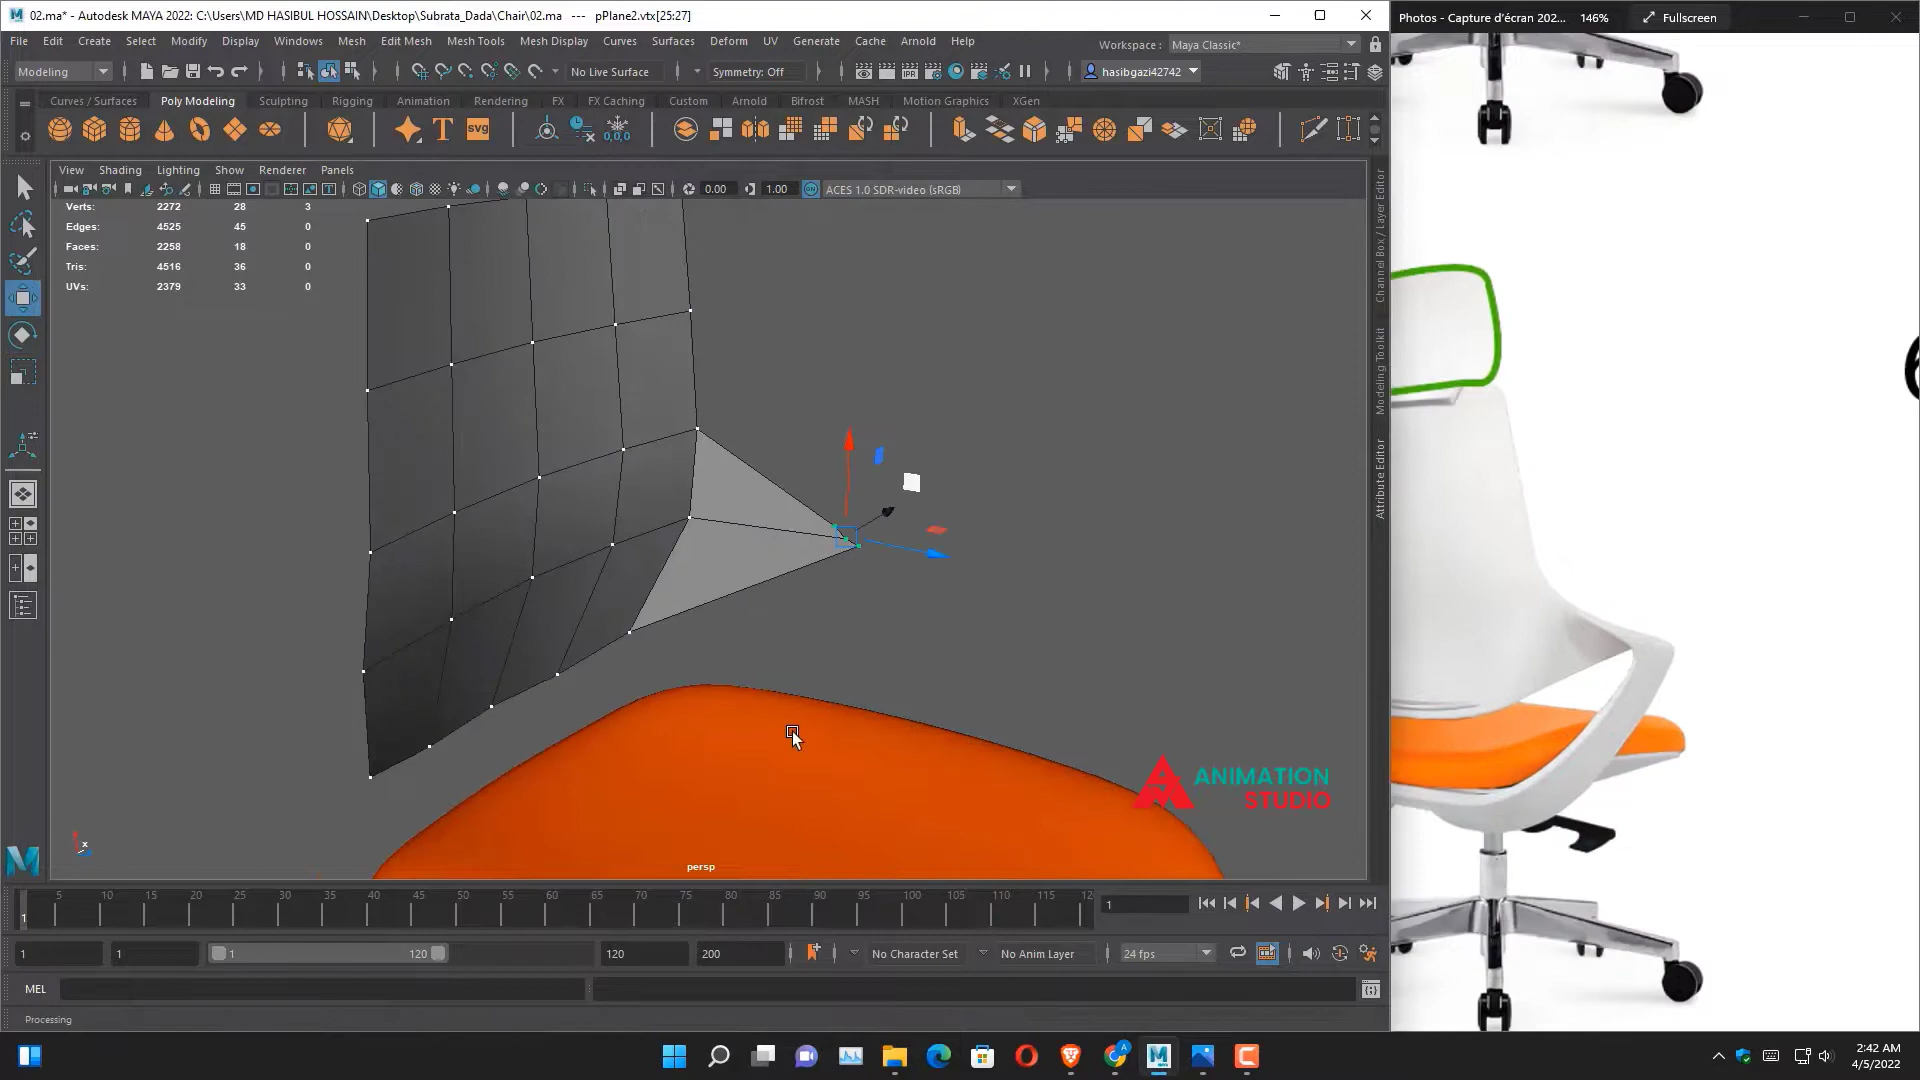 02.ma* - Autodesk MAYA 2022: C:\Users\MD HASIBUL HOSSAIN\Desktop\Subrata_Dada\Chair\02.ma --- pPlane2.vtx[25:27]
Photos - Capture d'écran 202... 146% Fullscreen
File Edit Create Select Modify Display Windows Mesh Edit Mesh Mesh Tools Mesh Display Curves Surfaces Deform UV Generate Cache Arnold Help
Workspace : Maya Classic*
Modeling No Live Surface Symmetry: Off IPR hasibgazi42742
Curves / Surfaces Poly Modeling Sculpting Rigging Animation Rendering FX FX Caching Custom Arnold Bifrost MASH Motion Graphics XGen
T svg 0,0,0
View Shading Lighting Show Renderer Panels
0.00 1.00 ACES 1.0 SDR-video (sRGB)
Verts: 2272 28 3
Edges: 4525 45 0
Faces: 2258 18 0
Tris: 4516 36 0
UVs: 2379 33 0
Channel Box / Layer Editor
Modeling Toolkit
Attribute Editor
ANIMATION
STUDIO
x
persp
5 10 15 20 25 30 35 40 45 50 55 60 65 70 75 80 85 90 95 100 105 110 115 12
1 1
1 1 1 120 120 200 No Character Set No Anim Layer 24 fps
MEL
Processing
2:42 AM
4/5/2022